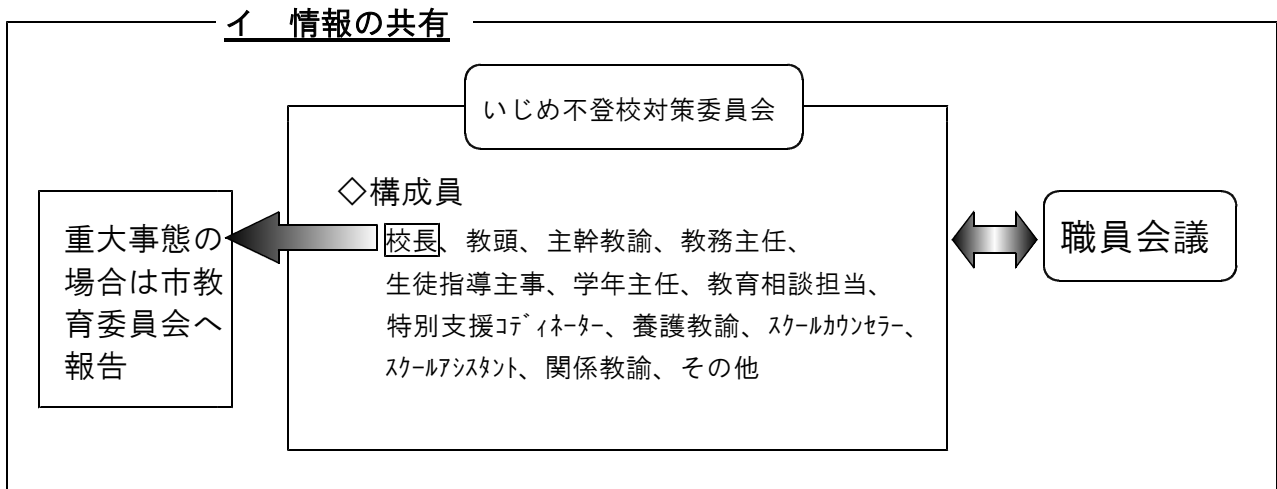 イ　情報の共有
いじめ不登校対策委員会
◇構成員
校長、教頭、主幹教諭、教務主任、
生徒指導主事、学年主任、教育相談担当、
特別支援ｺﾃﾞｨﾈｰﾀｰ、養護教諭、ｽｸｰﾙｶｳﾝｾﾗｰ、
ｽｸｰﾙｱｼｽﾀﾝﾄ、関係教諭、その他
重大事態の
場合は市教
育委員会へ
報告
職員会議